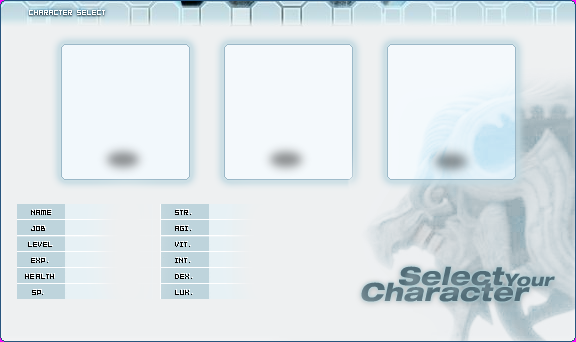 CHARACTER SELECT
NAME
JOB
LEVEL
EXP.
HEALTH
SP.
STR.
AGI.
VIT.
INT.
DEX.
LUK.
Select Your
Character